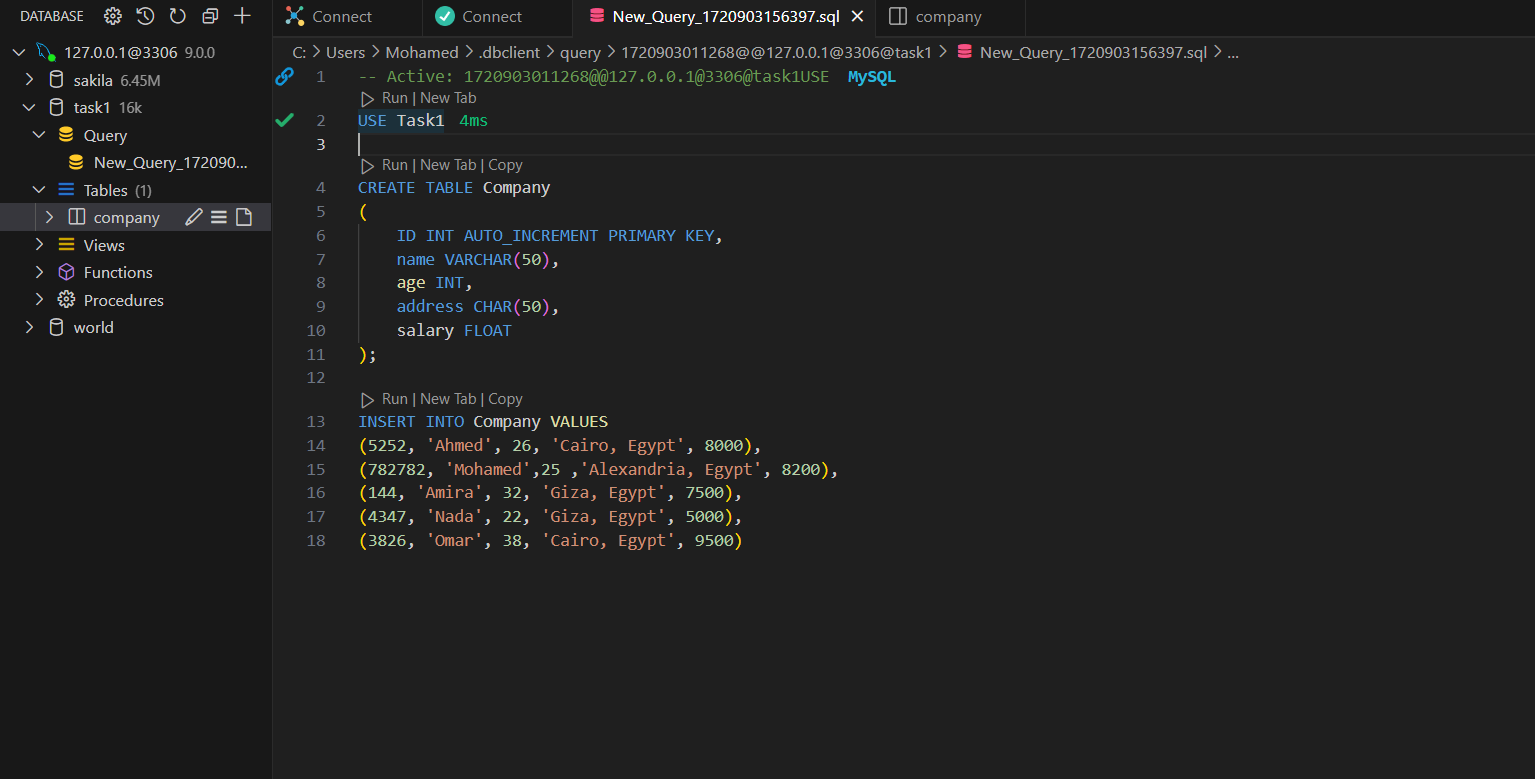 DATABASE
127.0.0.1@3306 9.0.0
sakila 6.45M
task1 16k
Query
New_Query_172090...
Tables (1)
company
Views
Functions
Procedures
world
Connect
Connect
New_Query_1720903156397.sql
company
C: > Users > Mohamed > .dbclient > query > 1720903011268@@127.0.0.1@3306@task1 > New_Query_1720903156397.sql > ...
1 -- Active: 1720903011268@@127.0.0.1@3306@task1USE MySQL
Run | New Tab
2 USE Task1 4ms
3
Run | New Tab | Copy
4 CREATE TABLE Company
5 (
6 ID INT AUTO_INCREMENT PRIMARY KEY,
7 name VARCHAR(50),
8 age INT,
9 address CHAR(50),
10 salary FLOAT
11 );
12
Run | New Tab | Copy
13 INSERT INTO Company VALUES
14 (5252, 'Ahmed', 26, 'Cairo, Egypt', 8000),
15 (782782, 'Mohamed',25 ,'Alexandria, Egypt', 8200),
16 (144, 'Amira', 32, 'Giza, Egypt', 7500),
17 (4347, 'Nada', 22, 'Giza, Egypt', 5000),
18 (3826, 'Omar', 38, 'Cairo, Egypt', 9500)